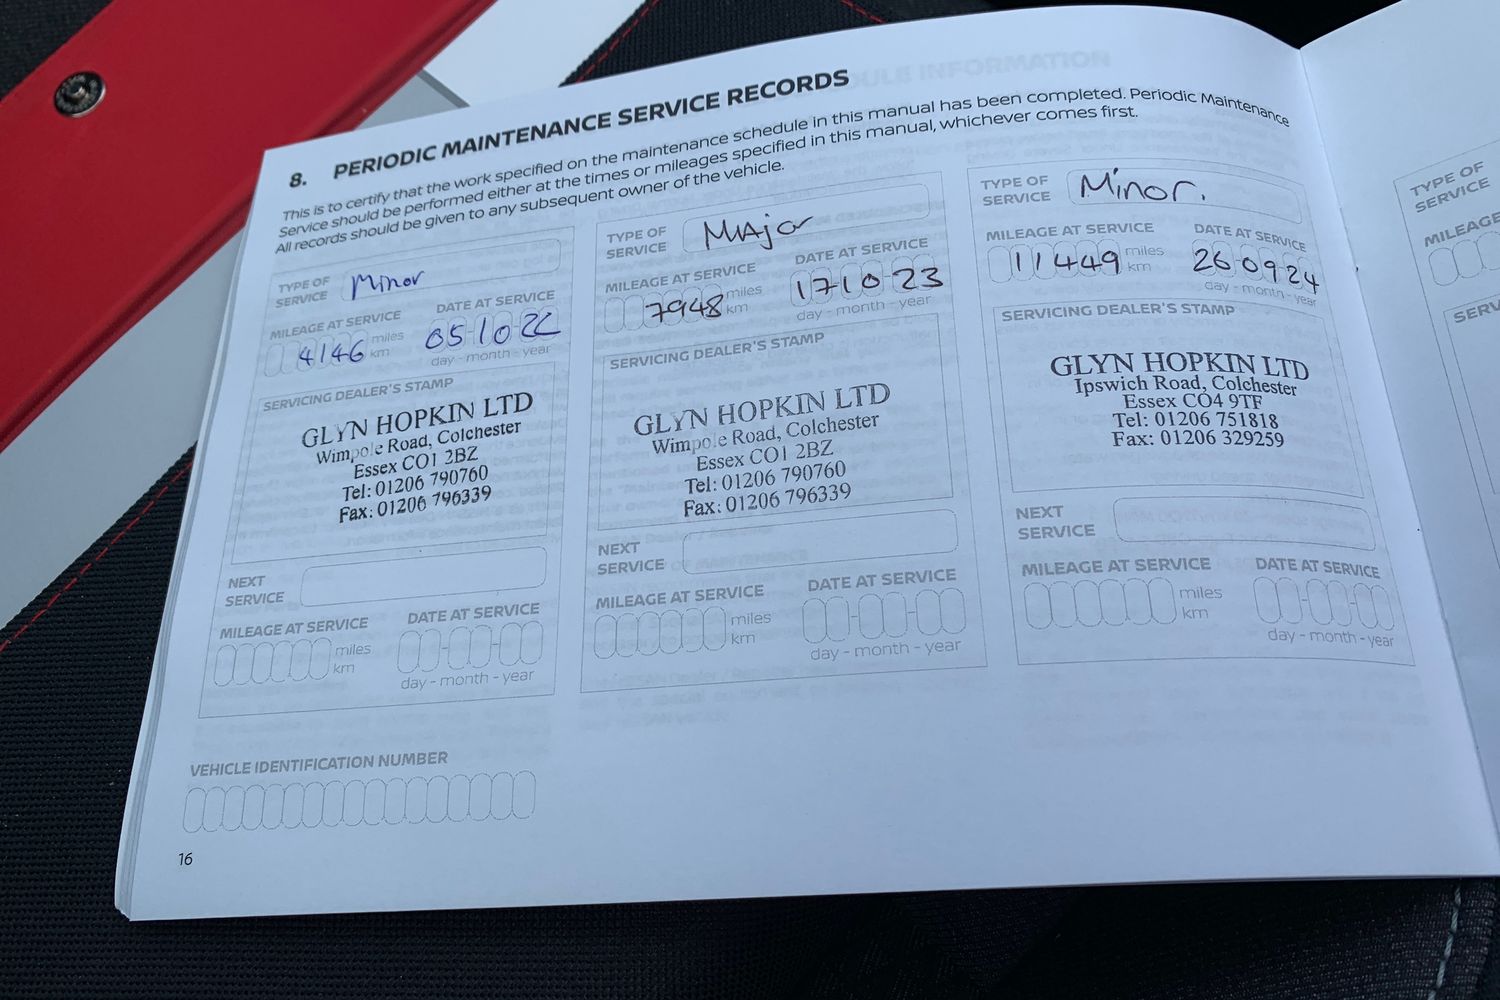 8. PERIODIC MAINTENANCE SERVICE RECORDS
This is to certify that the work specified on the maintenance schedule in this manual has been completed. Periodic Maintenance
Service should be performed either at the times or mileages specified in this manual, whichever comes first.
All records should be given to any subsequent owner of the vehicle.
TYPE OF
SERVICE
Minor
MILEAGE AT SERVICE
DATE AT SERVICE
4146
miles
km
05-10-22
day - month - year
SERVICING DEALER'S STAMP
GLYN HOPKIN LTD
Wimpole Road, Colchester
Essex CO1 2BZ
Tel: 01206 790760
Fax: 01206 796339
NEXT
SERVICE
MILEAGE AT SERVICE
DATE AT SERVICE
miles
km
day - month - year
TYPE OF
SERVICE
MAjor
MILEAGE AT SERVICE
DATE AT SERVICE
7948
miles
km
17-10-23
day - month - year
SERVICING DEALER'S STAMP
GLYN HOPKIN LTD
Wimpole Road, Colchester
Essex CO1 2BZ
Tel: 01206 790760
Fax: 01206 796339
NEXT
SERVICE
MILEAGE AT SERVICE
DATE AT SERVICE
miles
km
day - month - year
TYPE OF
SERVICE
Minor.
MILEAGE AT SERVICE
DATE AT SERVICE
11449
miles
km
26-09-24
day - month - year
SERVICING DEALER'S STAMP
GLYN HOPKIN LTD
Ipswich Road, Colchester
Essex CO4 9TF
Tel: 01206 751818
Fax: 01206 329259
NEXT
SERVICE
MILEAGE AT SERVICE
DATE AT SERVICE
miles
km
day - month - year
VEHICLE IDENTIFICATION NUMBER
16
TYPE OF
SERVICE
MILEAGE